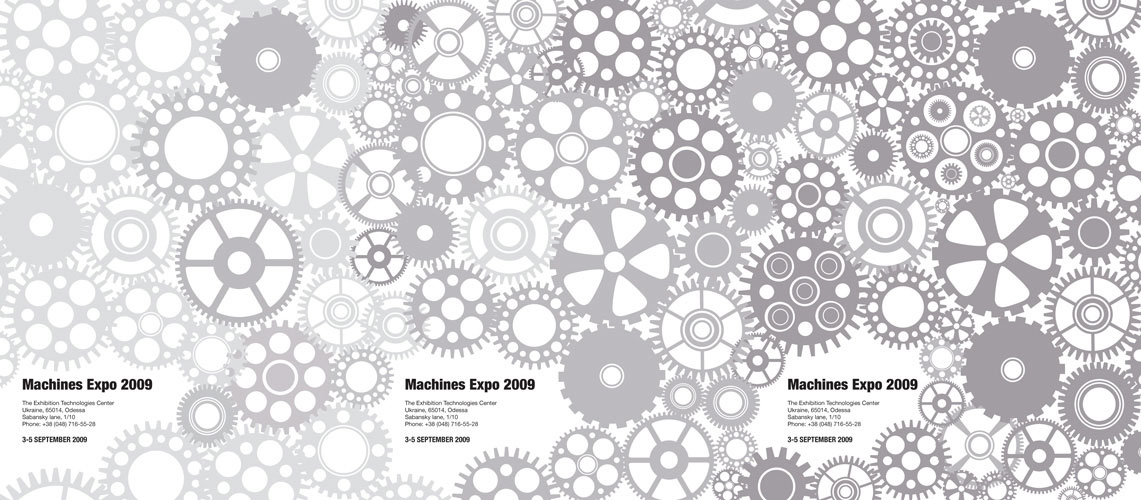 Machines Expo 2009
The Exhibition Technologies Center
Ukraine, 65014, Odessa
Sabansky lane, 1/10
Phone: +38 (048) 716-55-28
3-5 SEPTEMBER 2009
Machines Expo 2009
The Exhibition Technologies Center
Ukraine, 65014, Odessa
Sabansky lane, 1/10
Phone: +38 (048) 716-55-28
3-5 SEPTEMBER 2009
Machines Expo 2009
The Exhibition Technologies Center
Ukraine, 65014, Odessa
Sabansky lane, 1/10
Phone: +38 (048) 716-55-28
3-5 SEPTEMBER 2009